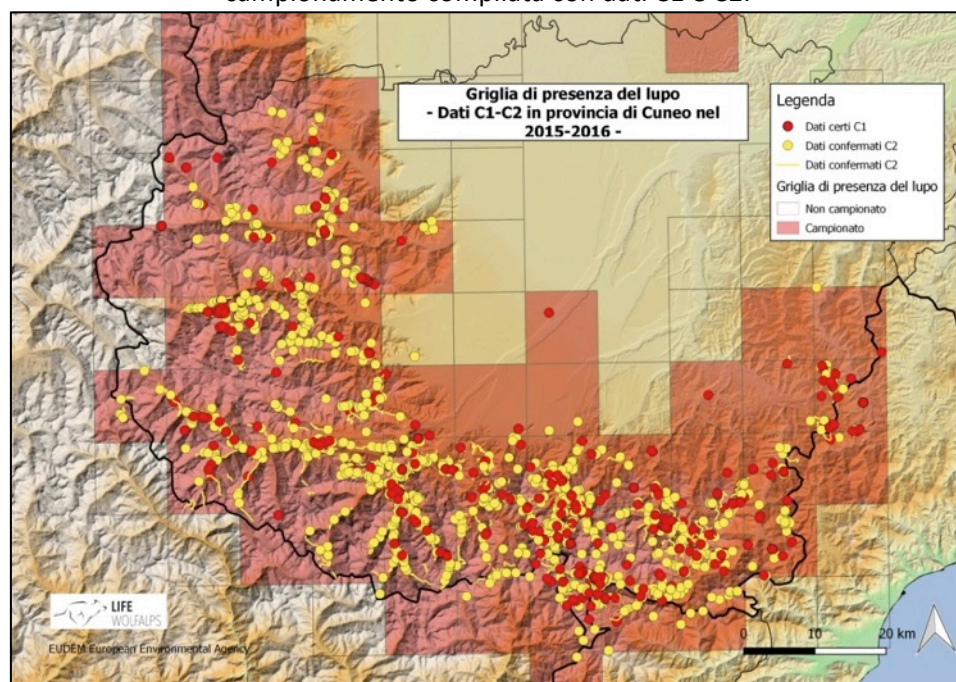 campionamento compilata con dati C1 e C2.
Griglia di presenza del lupo
- Dati C1-C2 in provincia di Cuneo nel
2015-2016 -
Legenda
Dati certi C1
Dati confermati C2
Dati confermati C2
Griglia di presenza del lupo
Non campionato
Campionato
LIFE
WOLFALPS
EUDEM European Environmental Agency
0 10 20 km